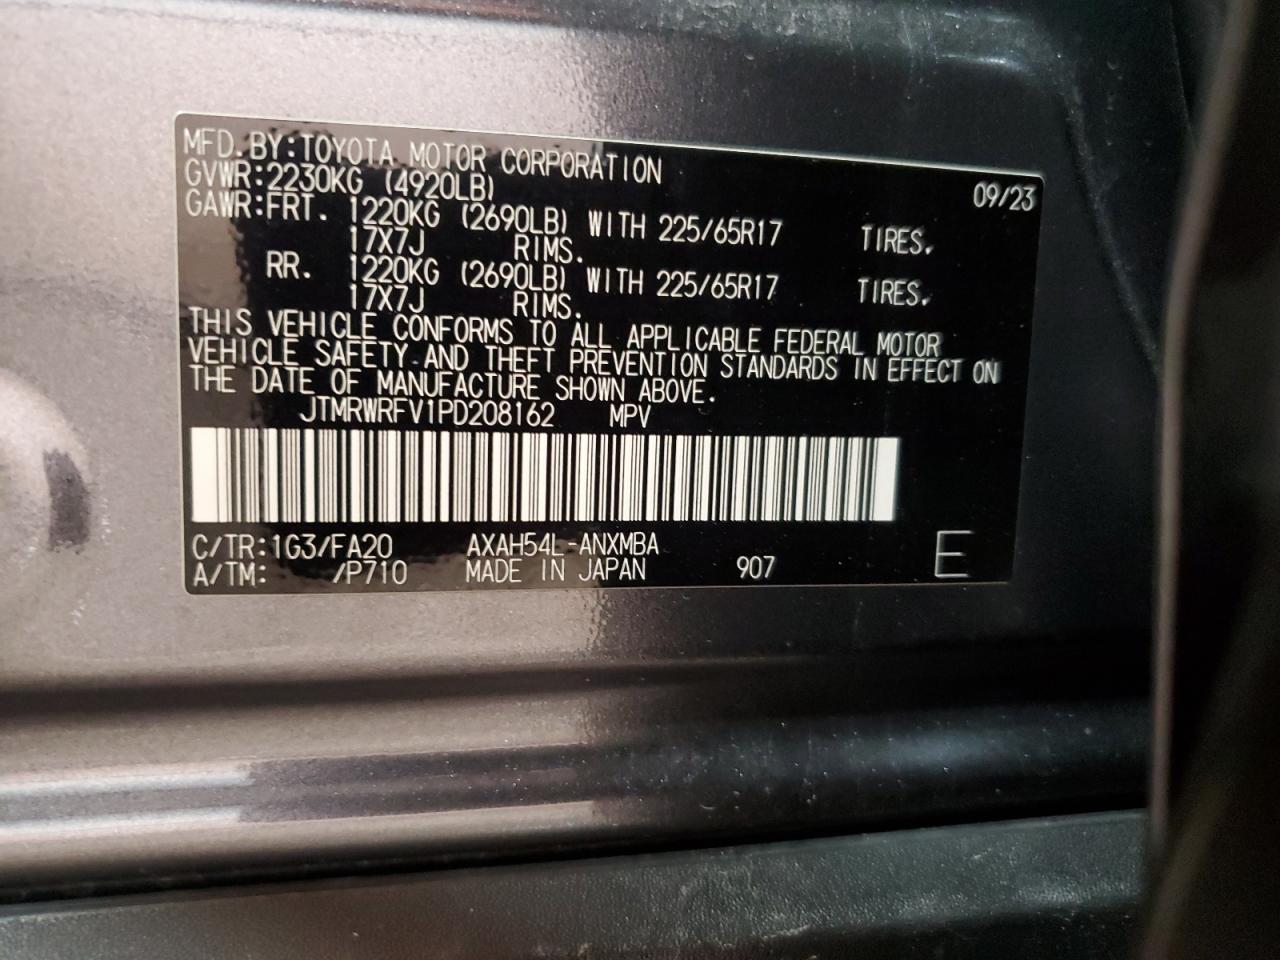 MFD. BY: TOYOTA MOTOR CORPORATION 09/23
GVWR: 2230KG (4920LB)
GAWR: FRT. 1220KG (2690LB) WITH 225/65R17 TIRES.
17X7J RIMS.
RR. 1220KG (2690LB) WITH 225/65R17 TIRES.
17X7J RIMS.
THIS VEHICLE CONFORMS TO ALL APPLICABLE FEDERAL MOTOR
VEHICLE SAFETY AND THEFT PREVENTION STANDARDS IN EFFECT ON
THE DATE OF MANUFACTURE SHOWN ABOVE.
JTMRWRFV1PD208162 MPV
C/TR: 1G3/FA20 AXAH54L-ANXMBA
A/TM: /P710 MADE IN JAPAN 907 E